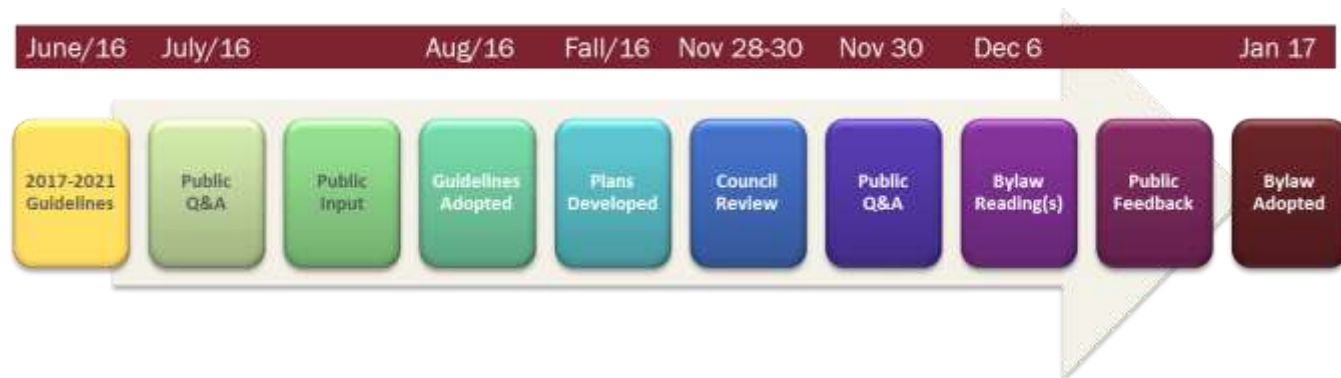 June/16 July/16 Aug/16 Fall/16 Nov 28-30 Nov 30 Dec 6 Jan 17
2017-2021
Guidelines
Public
Q&A
Public
Input
Guidelines
Adopted
Plans
Developed
Council
Review
Public
Q&A
Bylaw
Reading(s)
Public
Feedback
Bylaw
Adopted